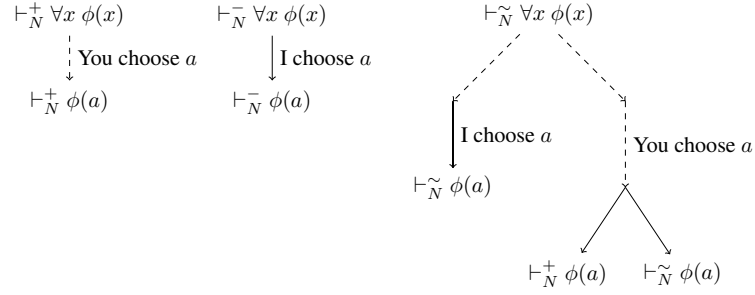 ⊢⁺_N ∀x ϕ(x) ⊢⁻_N ∀x ϕ(x) ⊢^∼_N ∀x ϕ(x)
You choose a I choose a
⊢⁺_N ϕ(a) ⊢⁻_N ϕ(a)
I choose a You choose a
⊢^∼_N ϕ(a)
⊢⁺_N ϕ(a) ⊢^∼_N ϕ(a)